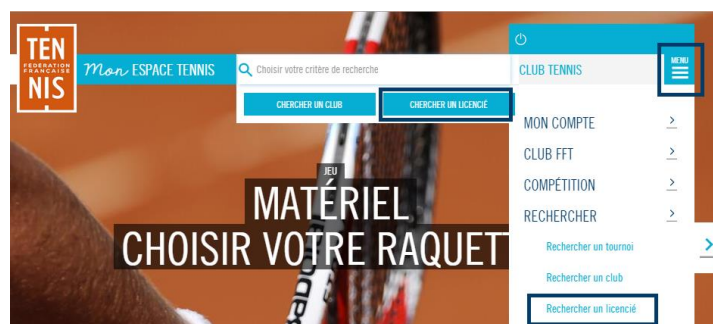 TEN
FÉDÉRATION
FRANÇAISE
NIS
Mon ESPACE TENNIS
Choisir votre critère de recherche
CHERCHER UN CLUB
CHERCHER UN LICENCIÉ
CLUB TENNIS
MENU
MON COMPTE
CLUB FFT
COMPÉTITION
RECHERCHER
Rechercher un tournoi
Rechercher un club
Rechercher un licencié
JEU
MATÉRIEL
CHOISIR VOTRE RAQUET